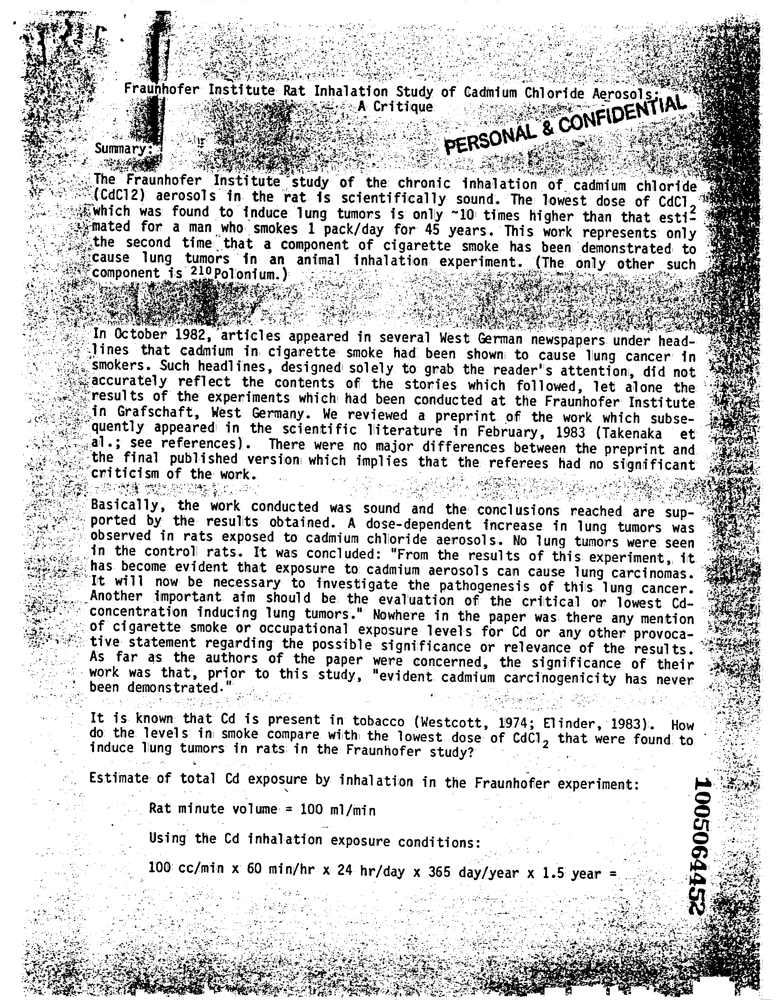 Fraunhofer Institute Rat Inhalation Study of Cadmium Chloride Aerosols:
A Critique
PERSONAL & CONFIDENTIAL
Summary:
The Fraunhofer Institute study of the chronic inhalation of cadmium chloride
(CdCl2) aerosols in the rat is scientifically sound. The lowest dose of CdCl₂
which was found to induce lung tumors is only ~10 times higher than that esti-
mated for a man who smokes 1 pack/day for 45 years. This work represents only
the second time that a component of cigarette smoke has been demonstrated to
cause lung tumors in an animal inhalation experiment. (The only other such
component is ²¹⁰Polonium.)
In October 1982, articles appeared in several West German newspapers under head-
lines that cadmium in cigarette smoke had been shown to cause lung cancer in
smokers. Such headlines, designed solely to grab the reader's attention, did not
accurately reflect the contents of the stories which followed, let alone the
results of the experiments which had been conducted at the Fraunhofer Institute
in Grafschaft, West Germany. We reviewed a preprint of the work which subse-
quently appeared in the scientific literature in February, 1983 (Takenaka et
al.; see references). There were no major differences between the preprint and
the final published version which implies that the referees had no significant
criticism of the work.
Basically, the work conducted was sound and the conclusions reached are sup-
ported by the results obtained. A dose-dependent increase in lung tumors was
observed in rats exposed to cadmium chloride aerosols. No lung tumors were seen
in the control rats. It was concluded: "From the results of this experiment, it
has become evident that exposure to cadmium aerosols can cause lung carcinomas.
It will now be necessary to investigate the pathogenesis of this lung cancer.
Another important aim should be the evaluation of the critical or lowest Cd-
concentration inducing lung tumors." Nowhere in the paper was there any mention
of cigarette smoke or occupational exposure levels for Cd or any other provoca-
tive statement regarding the possible significance or relevance of the results.
As far as the authors of the paper were concerned, the significance of their
work was that, prior to this study, "evident cadmium carcinogenicity has never
been demonstrated."
It is known that Cd is present in tobacco (Westcott, 1974; Elinder, 1983). How
do the levels in smoke compare with the lowest dose of CdCl₂ that were found to
induce lung tumors in rats in the Fraunhofer study?
Estimate of total Cd exposure by inhalation in the Fraunhofer experiment:
Rat minute volume = 100 ml/min
Using the Cd inhalation exposure conditions:
100 cc/min x 60 min/hr x 24 hr/day x 365 day/year x 1.5 year =
1005064452